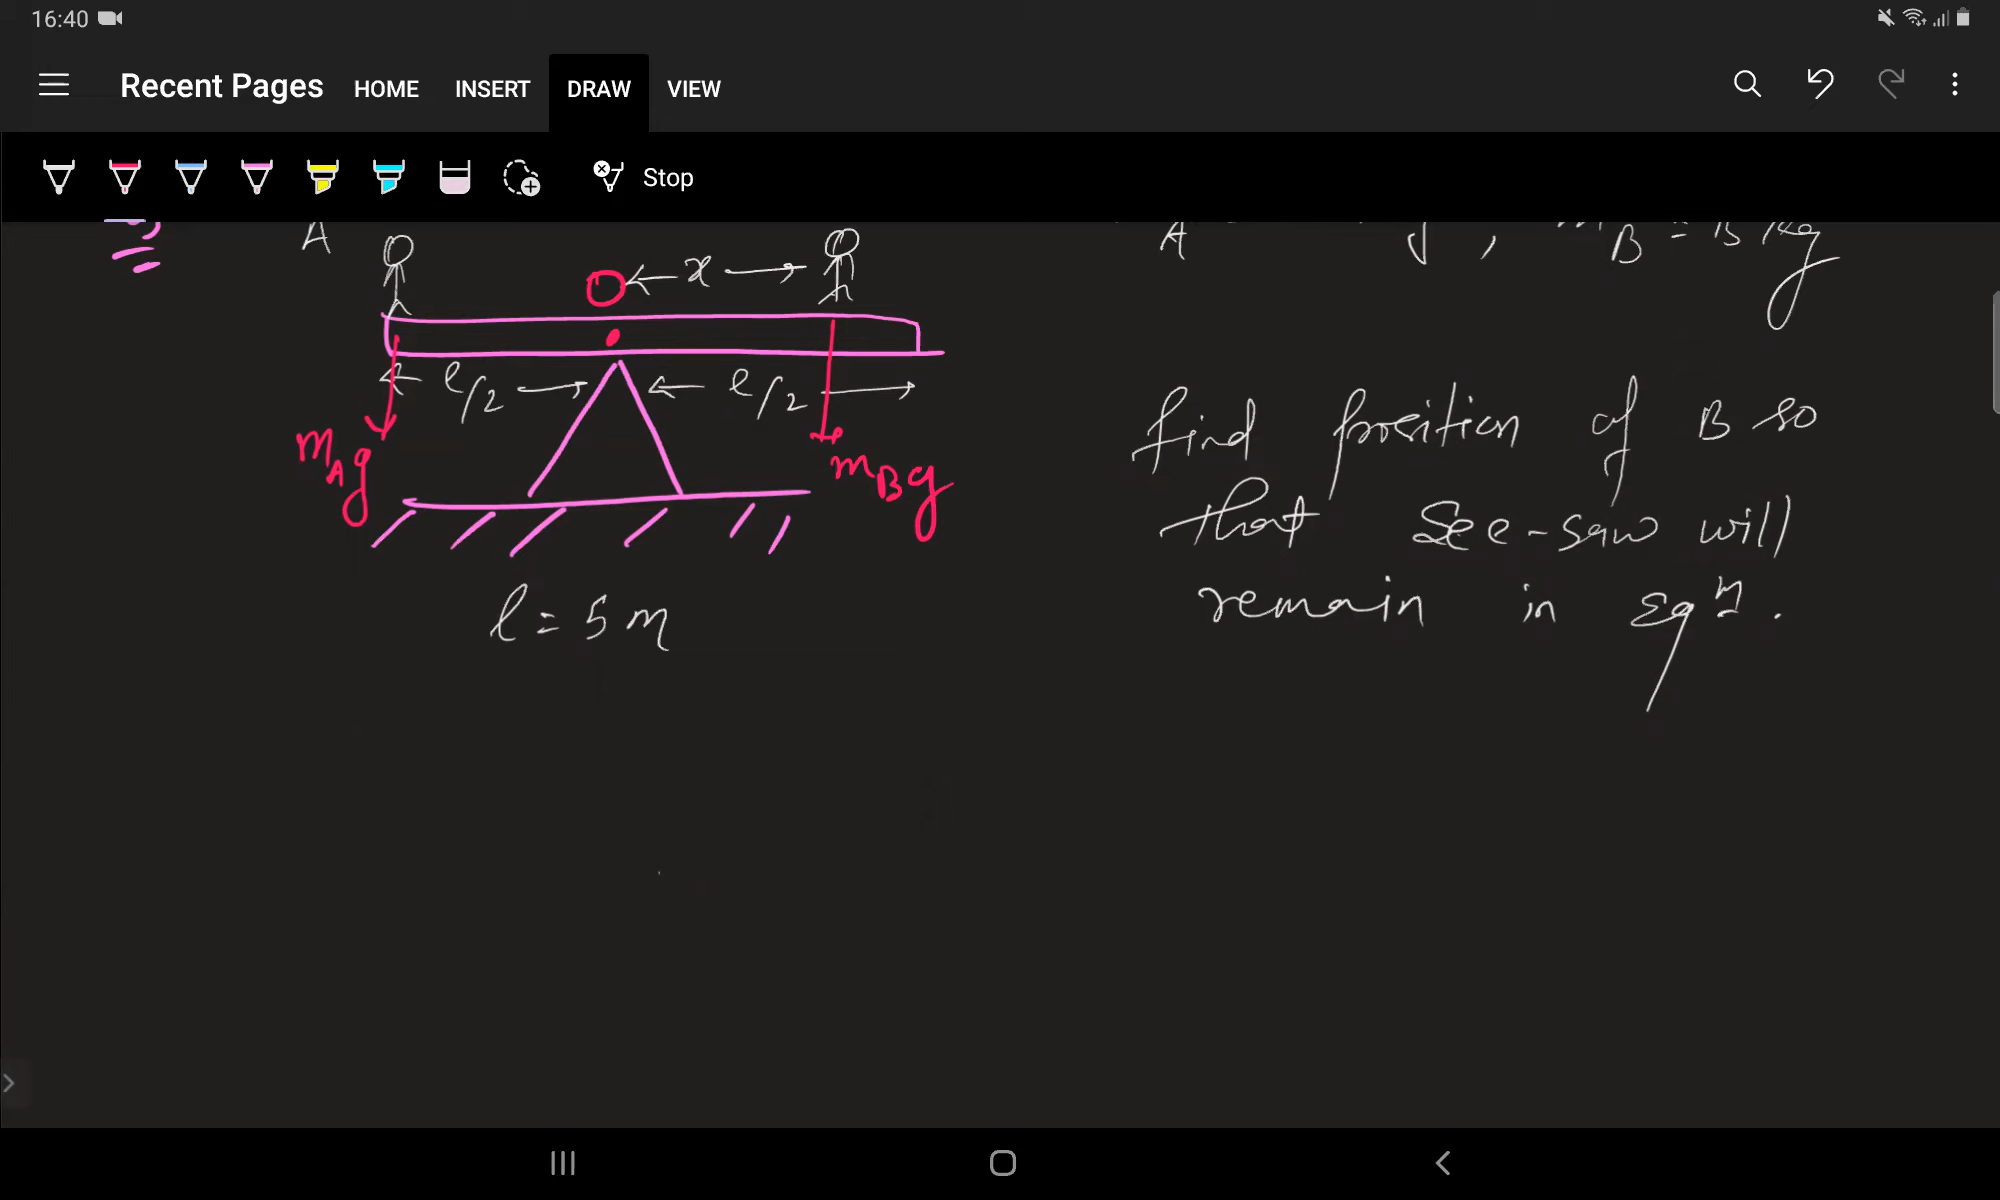 16:40
Recent Pages HOME INSERT DRAW VIEW
Stop
A
A , B = kg
O x
l/2 l/2
mAg
mBg
l = 5 m
find position of B so
that See-saw will
remain in Eqn.